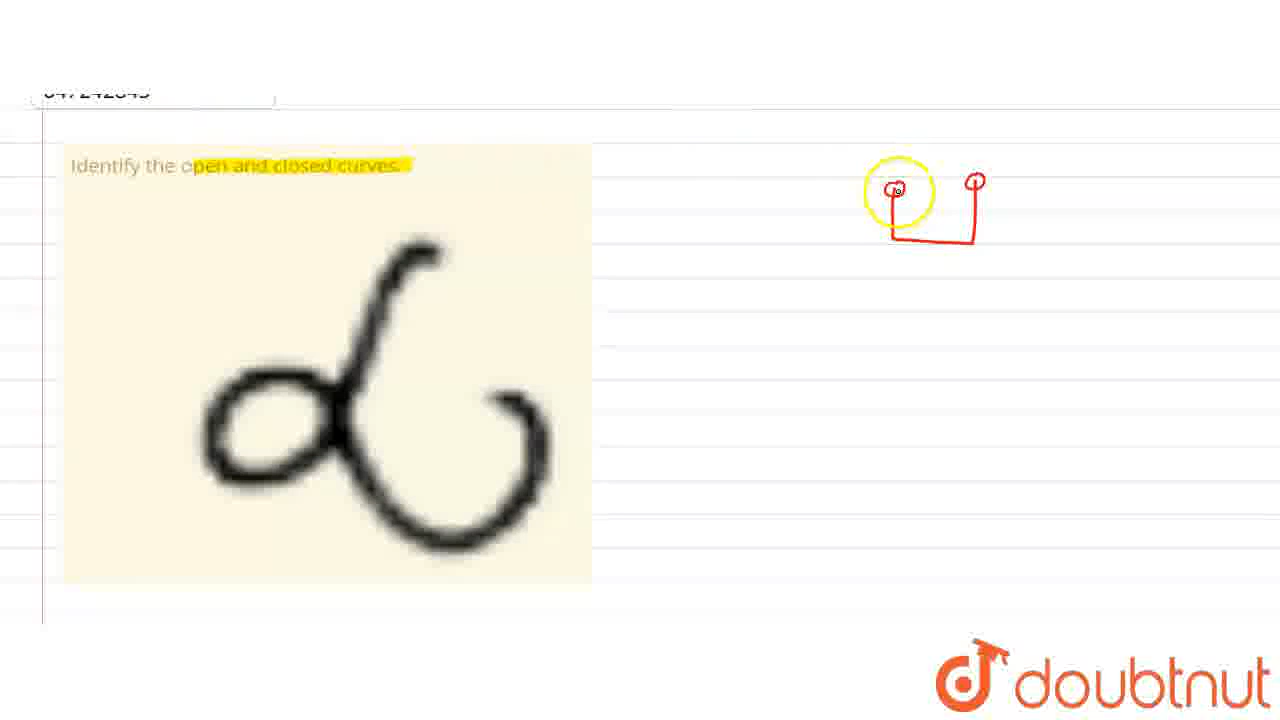 Identify the open and closed curves.
doubtnut